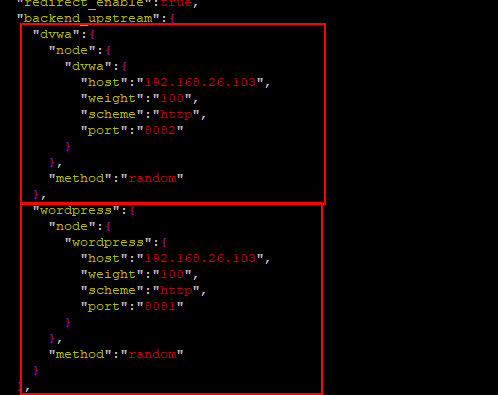 "redirect_enable":true,
"backend_upstream":{
"dvwa":{
"node":{
"dvwa":{
"host":"192.168.26.103",
"weight":"100",
"scheme":"http",
"port":"8082"
}
},
"method":"random"
},
"wordpress":{
"node":{
"wordpress":{
"host":"192.168.26.103",
"weight":"100",
"scheme":"http",
"port":"8081"
}
},
"method":"random"
}
},